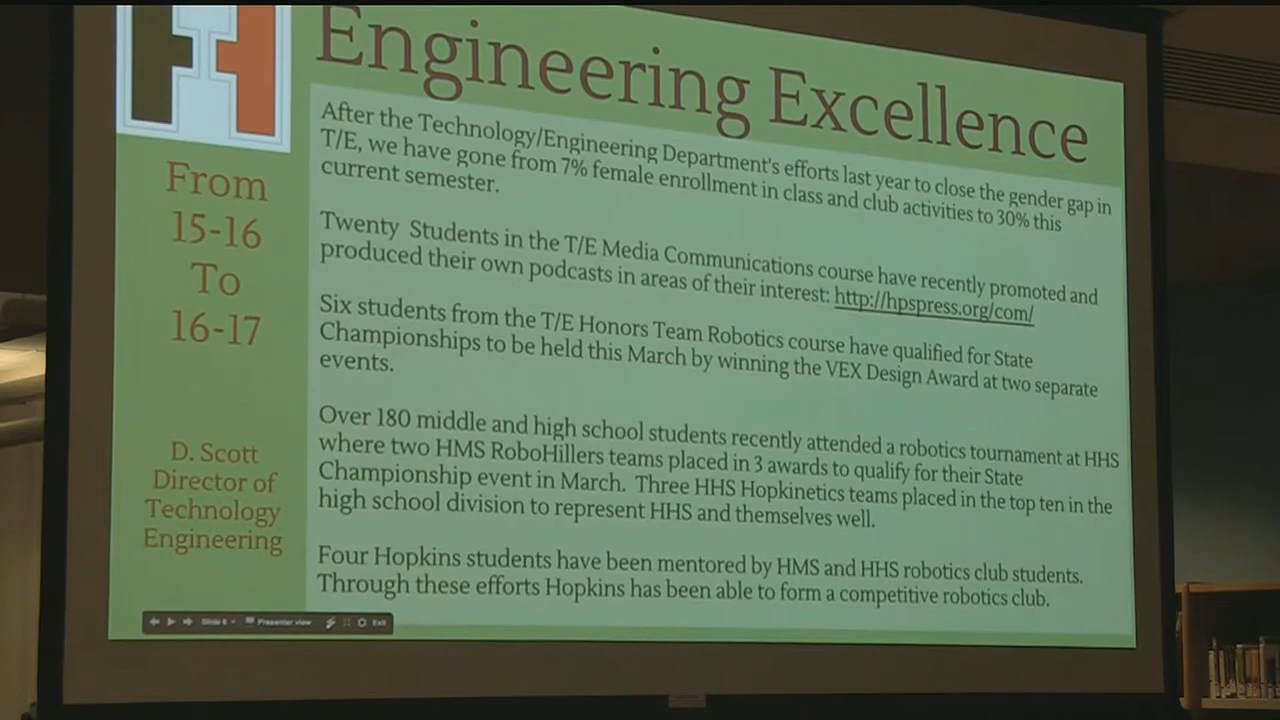 Engineering Excellence
From
15-16
To
16-17
D. Scott
Director of
Technology
Engineering
After the Technology/Engineering Department's efforts last year to close the gender gap in
T/E, we have gone from 7% female enrollment in class and club activities to 30% this
current semester.
Twenty Students in the T/E Media Communications course have recently promoted and
produced their own podcasts in areas of their interest: http://hpspress.org/com/
Six students from the T/E Honors Team Robotics course have qualified for State
Championships to be held this March by winning the VEX Design Award at two separate
events.
Over 180 middle and high school students recently attended a robotics tournament at HHS
where two HMS RoboHillers teams placed in 3 awards to qualify for their State
Championship event in March. Three HHS Hopkinetics teams placed in the top ten in the
high school division to represent HHS and themselves well.
Four Hopkins students have been mentored by HMS and HHS robotics club students.
Through these efforts Hopkins has been able to form a competitive robotics club.
Slide 6 Presenter view Exit